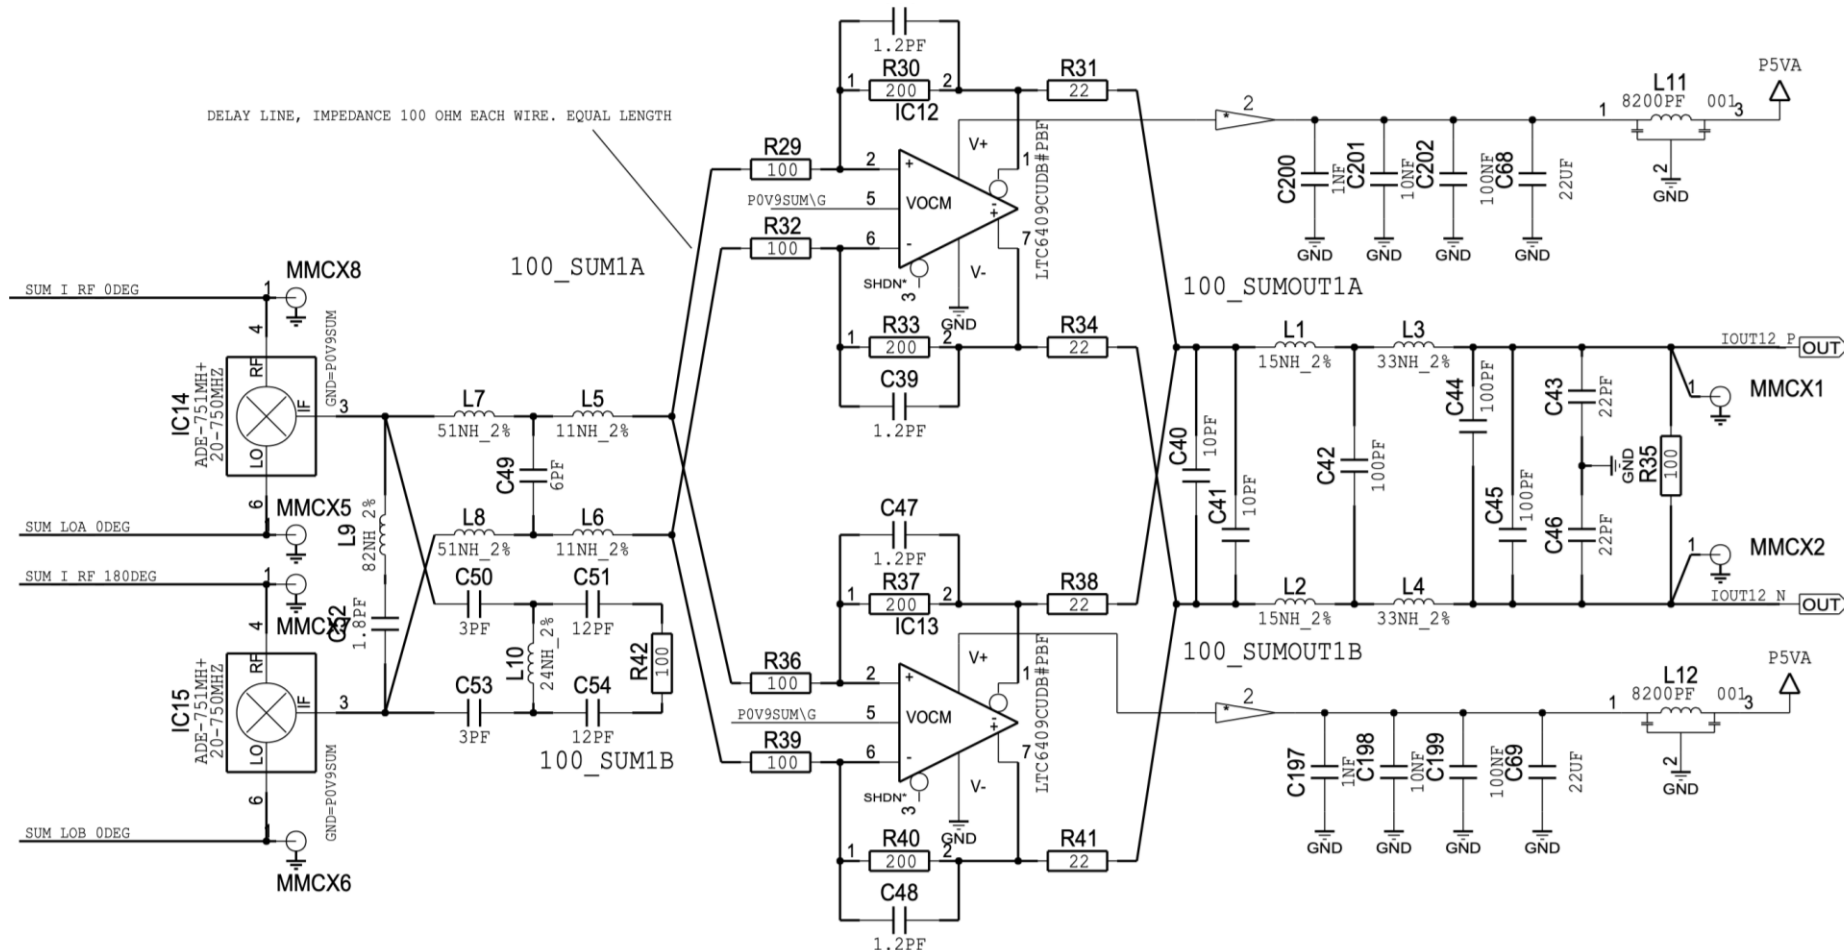 1.2PF
R30
1 200 2
IC12
R31
22
P5VA
L11
8200PF 001
1 3
2
GND
DELAY LINE, IMPEDANCE 100 OHM EACH WIRE. EQUAL LENGTH
R29
100
2 +
V+
1
P0V9SUM\G 5 VOCM
-
+
R32
100
6 -
7
V-
SHDN*
3
GND
LTC6409CUDB#PBF
* 2
C200
1NF
GND
C201
10NF
GND
C202
100NF
GND
C68
22UF
GND
100_SUM1A
100_SUMOUT1A
R33
1 200 2
C39
1.2PF
R34
22
SUM I RF 0DEG
MMCX8
1
4
RF
IC14
ADE-751MH+
20-750MHZ
IF
LO
GND=P0V9SUM
3
6
SUM LOA 0DEG
MMCX5
1
L7
51NH_2%
L5
11NH_2%
C49
6PF
L8
51NH_2%
L6
11NH_2%
L9
82NH 2%
1.8PF
C50
3PF
C51
12PF
L10
24NH_2%
R42
100
C53
3PF
C54
12PF
100_SUM1B
SUM I RF 180DEG
1
MMCX7
4
RF
IC15
ADE-751MH+
20-750MHZ
IF
LO
GND=P0V9SUM
3
6
SUM LOB 0DEG
1
MMCX6
L1
15NH_2%
L3
33NH_2%
IOUT12_P
OUT
C40
10PF
C41
10PF
C42
100PF
C44
100PF
C45
100PF
C43
22PF
GND
C46
22PF
R35
100
1
MMCX1
1
MMCX2
L2
15NH_2%
L4
33NH_2%
IOUT12_N
OUT
C47
1.2PF
R37
1 200 2
IC13
R38
22
100_SUMOUT1B
R36
100
2 +
V+
1
P0V9SUM\G 5 VOCM
-
+
R39
100
6 -
7
V-
SHDN*
3
GND
LTC6409CUDB#PBF
R40
1 200 2
C48
1.2PF
R41
22
* 2
C197
1NF
GND
C198
10NF
GND
C199
100NF
GND
C69
22UF
GND
L12
8200PF 001
1 3
2
GND
P5VA